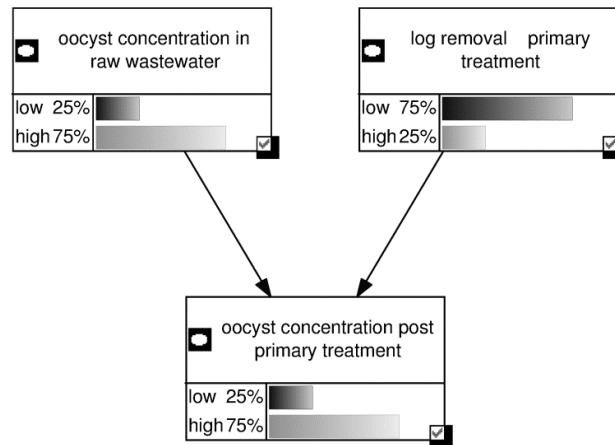 oocyst concentration in
raw wastewater
low 25%
high 75%
log removal primary
treatment
low 75%
high 25%
oocyst concentration post
primary treatment
low 25%
high 75%